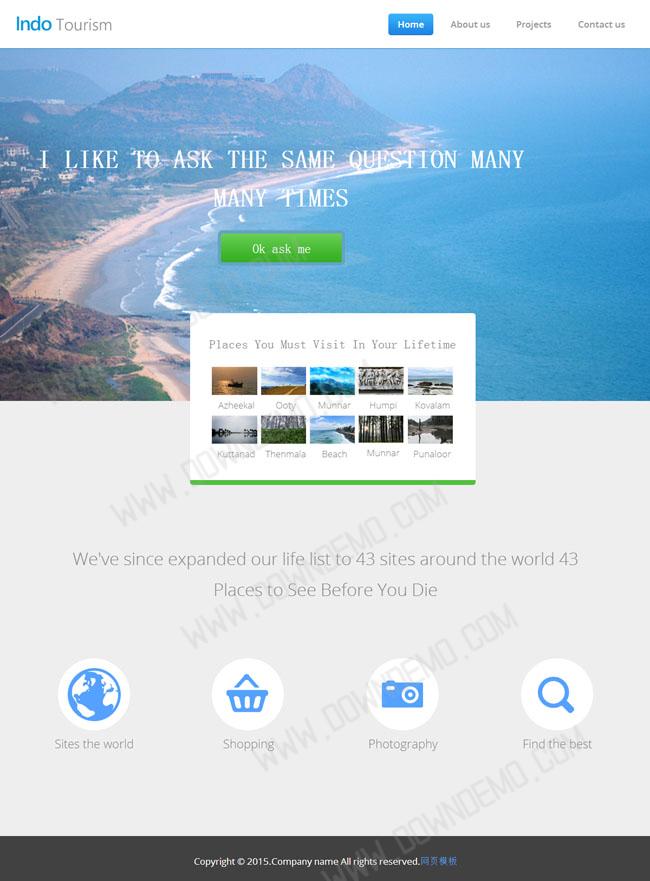 Indo Tourism
Home About us Projects Contact us
I LIKE TO ASK THE SAME QUESTION MANY
MANY TIMES
Ok ask me
Places You Must Visit In Your Lifetime
Azheekal Ooty Munnar Humpi Kovalam
Kuttanad Thenmala Beach Munnar Punaloor
We've since expanded our life list to 43 sites around the world 43
Places to See Before You Die
Sites the world Shopping Photography Find the best
Copyright © 2015.Company name All rights reserved.网页模板
WWW.DOWNDEMO.COM
WWW.DOWNDEMO.COM
WWW.DOWNDEMO.COM
WWW.DOWNDEMO.COM